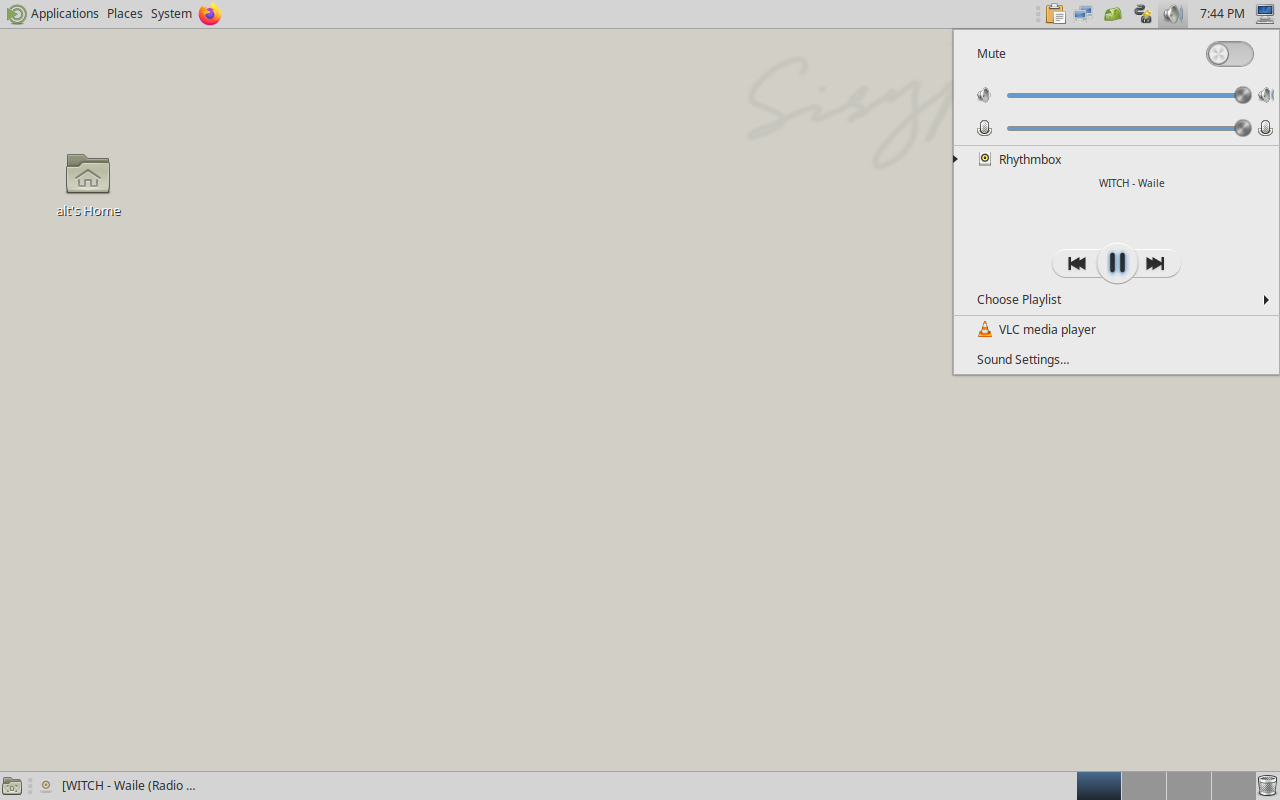 Applications Places System
7:44 PM
Mute
Rhythmbox
WITCH - Waile
Choose Playlist
VLC media player
Sound Settings...
alt's Home
[WITCH - Waile (Radio ...